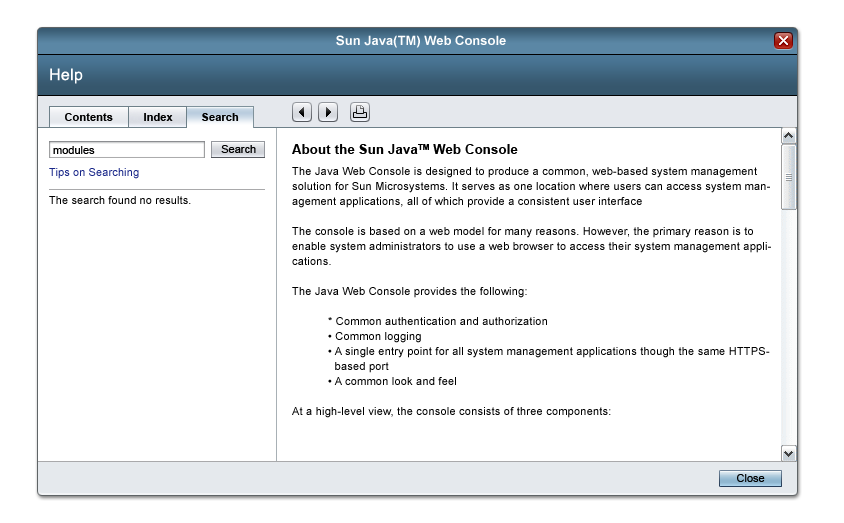 Sun Java(TM) Web Console
Help
Contents Index Search
modules Search
Tips on Searching
The search found no results.
About the Sun Java™ Web Console
The Java Web Console is designed to produce a common, web-based system management
solution for Sun Microsystems. It serves as one location where users can access system man-
agement applications, all of which provide a consistent user interface
The console is based on a web model for many reasons. However, the primary reason is to
enable system administrators to use a web browser to access their system management appli-
cations.
The Java Web Console provides the following:
* Common authentication and authorization
• Common logging
• A single entry point for all system management applications though the same HTTPS-
based port
• A common look and feel
At a high-level view, the console consists of three components:
Close